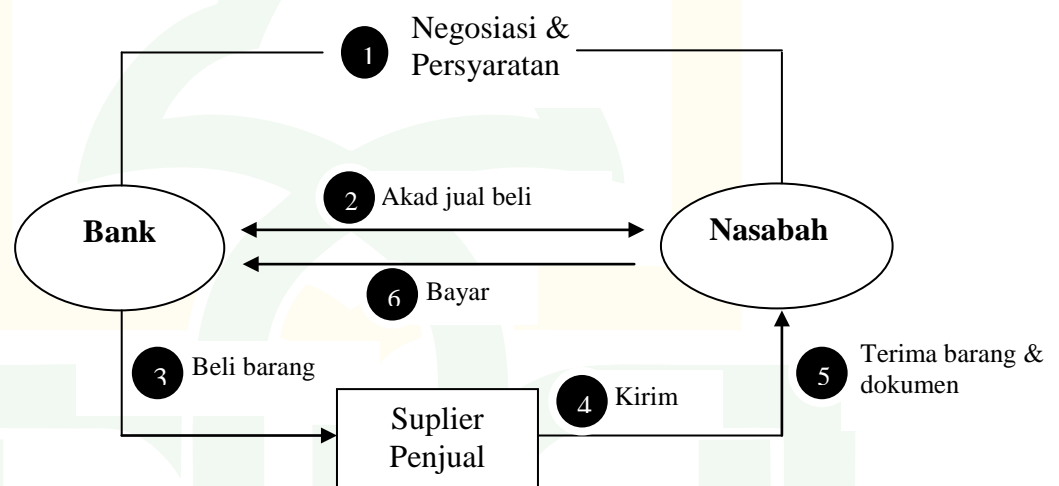 1 Negosiasi &
Persyaratan
2 Akad jual beli
Bank
Nasabah
6 Bayar
3 Beli barang
4 Kirim
5 Terima barang &
dokumen
Suplier
Penjual